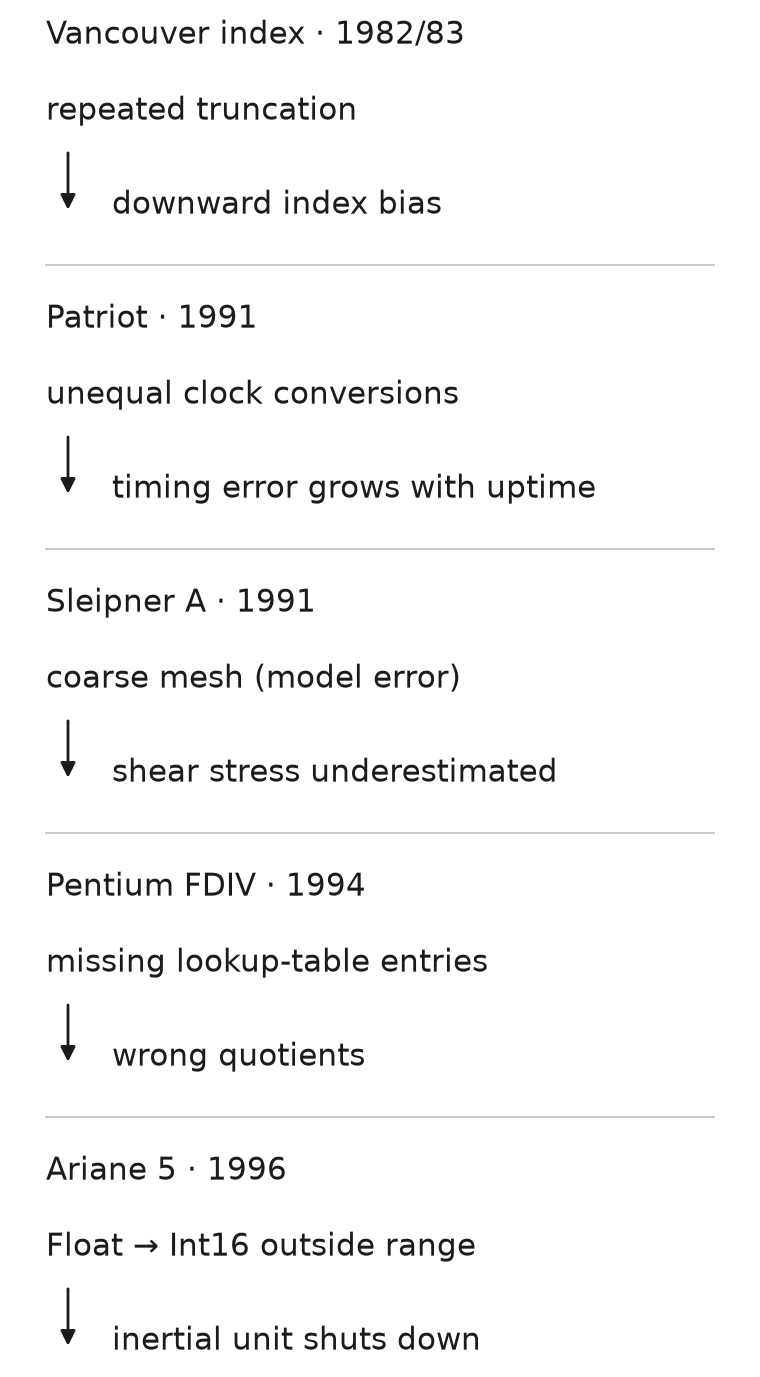 Vancouver index · 1982/83
repeated truncation
downward index bias
Patriot · 1991
unequal clock conversions
timing error grows with uptime
Sleipner A · 1991
coarse mesh (model error)
shear stress underestimated
Pentium FDIV · 1994
missing lookup-table entries
wrong quotients
Ariane 5 · 1996
Float → Int16 outside range
inertial unit shuts down